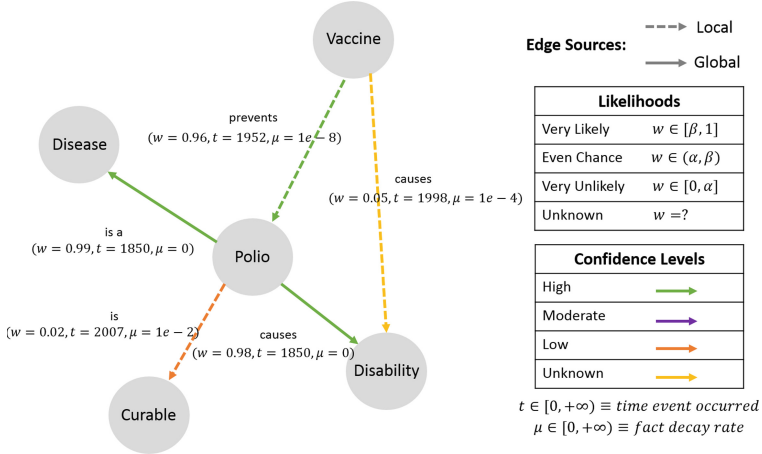 Vaccine
Edge Sources:
Local
Global
prevents
(w = 0.96, t = 1952, μ = 1e − 8)
Disease
causes
(w = 0.05, t = 1998, μ = 1e − 4)
is a
(w = 0.99, t = 1850, μ = 0)
Polio
is
(w = 0.02, t = 2007, μ = 1e − 2)
causes
(w = 0.98, t = 1850, μ = 0)
Disability
Curable
Likelihoods
Very Likely w ∈ [β, 1]
Even Chance w ∈ (α, β)
Very Unlikely w ∈ [0, α]
Unknown w =?
Confidence Levels
High
Moderate
Low
Unknown
t ∈ [0, +∞) ≡ time event occurred
μ ∈ [0, +∞) ≡ fact decay rate